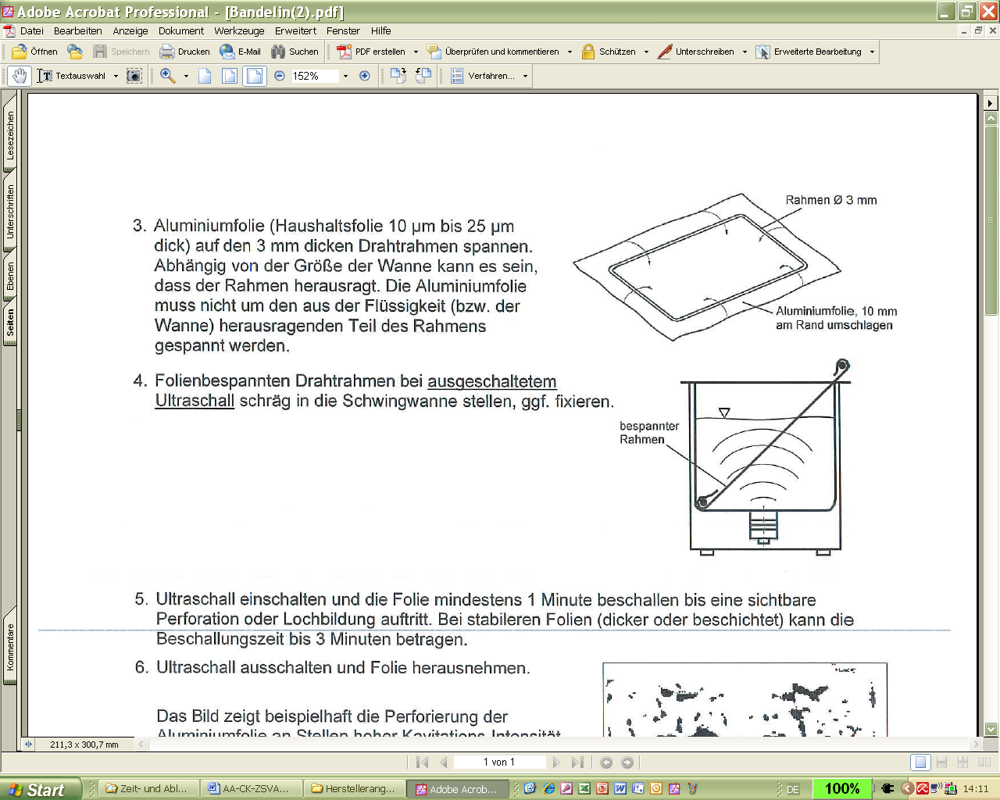 Adobe Acrobat Professional - [Bandelin(2).pdf]
Datei Bearbeiten Anzeige Dokument Werkzeuge Erweitert Fenster Hilfe
Öffnen Speichern Drucken E-Mail Suchen PDF erstellen Überprüfen und kommentieren Schützen Unterschreiben Erweiterte Bearbeitung
Textauswahl 152% Verfahren...
Lesezeichen
Unterschriften
Ebenen
Seiten
Kommentare
3. Aluminiumfolie (Haushaltsfolie 10 µm bis 25 µm
dick) auf den 3 mm dicken Drahtrahmen spannen.
Abhängig von der Größe der Wanne kann es sein,
dass der Rahmen herausragt. Die Aluminiumfolie
muss nicht um den aus der Flüssigkeit (bzw. der
Wanne) herausragenden Teil des Rahmens
gespannt werden.
Rahmen Ø 3 mm
Aluminiumfolie, 10 mm
am Rand umschlagen
4. Folienbespannten Drahtrahmen bei ausgeschaltetem
Ultraschall schräg in die Schwingwanne stellen, ggf. fixieren.
bespannter
Rahmen
5. Ultraschall einschalten und die Folie mindestens 1 Minute beschallen bis eine sichtbare
Perforation oder Lochbildung auftritt. Bei stabileren Folien (dicker oder beschichtet) kann die
Beschallungszeit bis 3 Minuten betragen.
6. Ultraschall ausschalten und Folie herausnehmen.
Das Bild zeigt beispielhaft die Perforierung der
Aluminiumfolie an Stellen hoher Kavitations-Intensität
211,3 x 300,7 mm
1 von 1
Start Zeit- und Abl... AA-CK-ZSVA... Herstellerang... Adobe Acrob... DE 100% 14:11